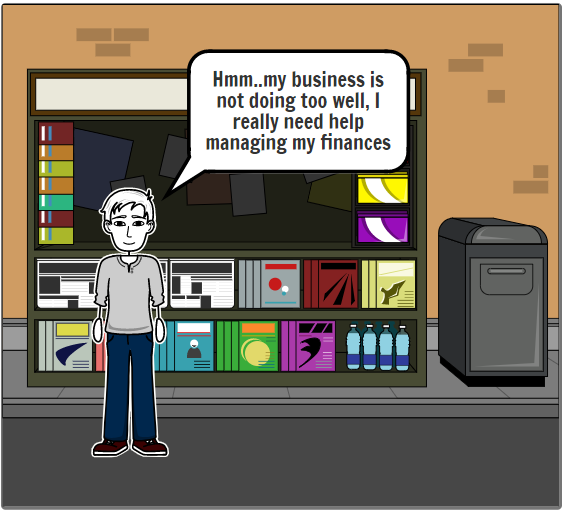 Hmm..my business is
not doing too well, I
really need help
managing my finances